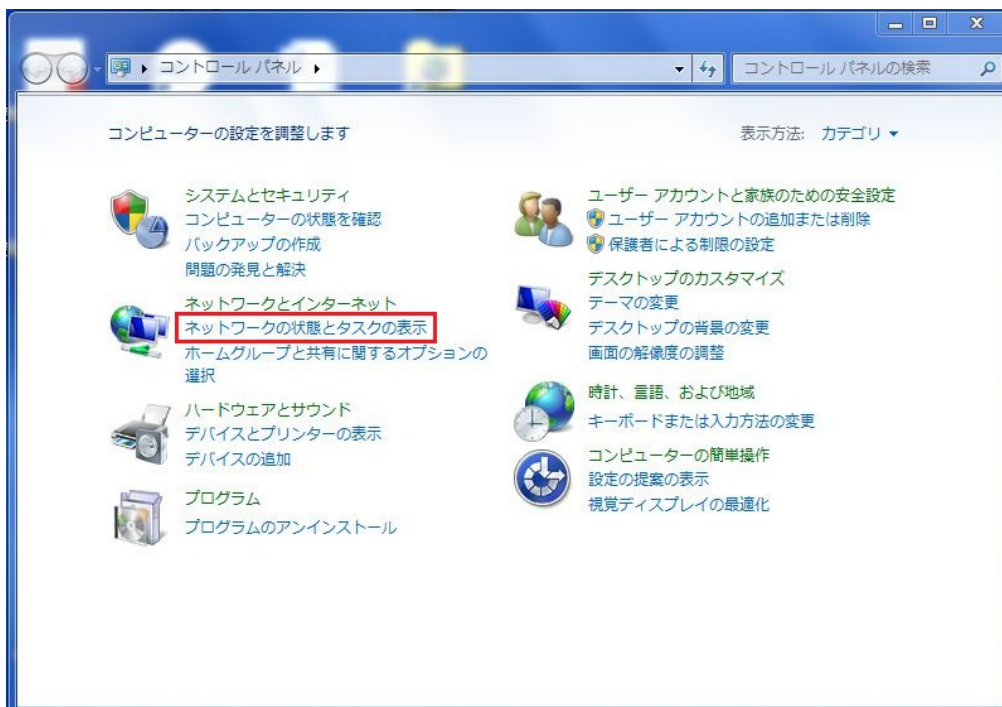 コントロール パネル
コントロール パネルの検索
コンピューターの設定を調整します
表示方法: カテゴリ
システムとセキュリティ
コンピューターの状態を確認
バックアップの作成
問題の発見と解決
ネットワークとインターネット
ネットワークの状態とタスクの表示
ホームグループと共有に関するオプションの
選択
ハードウェアとサウンド
デバイスとプリンターの表示
デバイスの追加
プログラム
プログラムのアンインストール
ユーザー アカウントと家族のための安全設定
ユーザー アカウントの追加または削除
保護者による制限の設定
デスクトップのカスタマイズ
テーマの変更
デスクトップの背景の変更
画面の解像度の調整
時計、言語、および地域
キーボードまたは入力方法の変更
コンピューターの簡単操作
設定の提案の表示
視覚ディスプレイの最適化